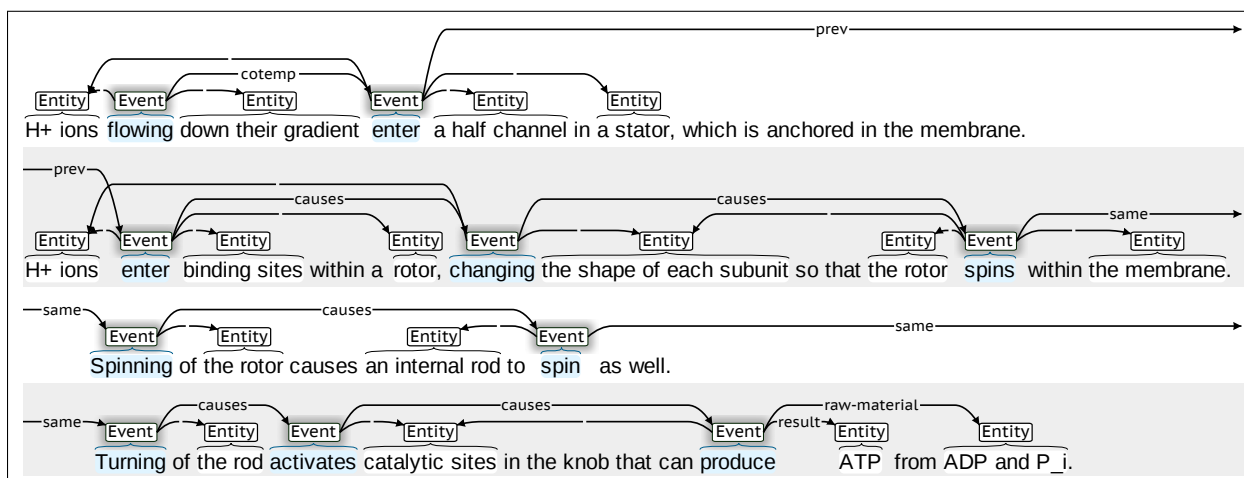 prev
cotemp
Entity Event Entity Event Entity Entity
H+ ions flowing down their gradient enter a half channel in a stator, which is anchored in the membrane.
prev
causes causes
same
Entity Event Entity Entity Event Entity Entity Event Entity
H+ ions enter binding sites within a rotor, changing the shape of each subunit so that the rotor spins within the membrane.
same causes
same
Event Entity Entity Event
Spinning of the rotor causes an internal rod to spin as well.
causes causes raw-material
same result
Event Entity Event Entity Event Entity Entity
Turning of the rod activates catalytic sites in the knob that can produce ATP from ADP and P_i.